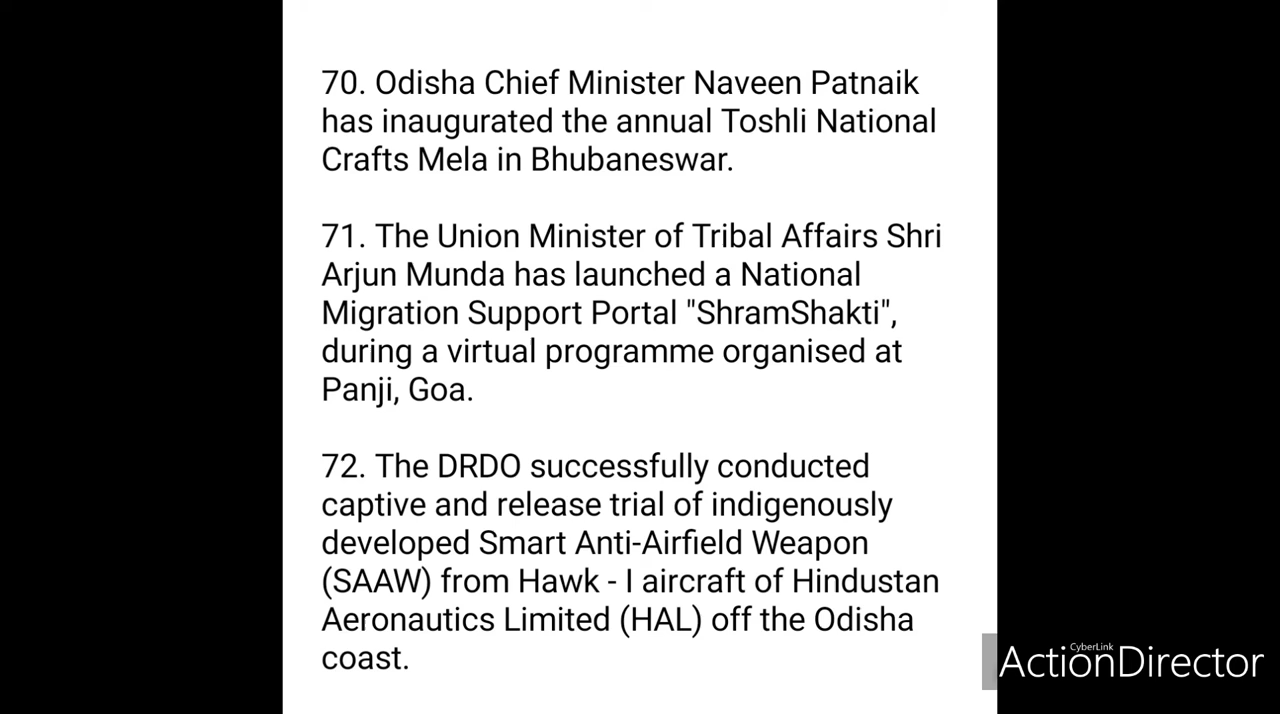 70. Odisha Chief Minister Naveen Patnaik
has inaugurated the annual Toshli National
Crafts Mela in Bhubaneswar.
71. The Union Minister of Tribal Affairs Shri
Arjun Munda has launched a National
Migration Support Portal "ShramShakti",
during a virtual programme organised at
Panji, Goa.
72. The DRDO successfully conducted
captive and release trial of indigenously
developed Smart Anti-Airfield Weapon
(SAAW) from Hawk - I aircraft of Hindustan
Aeronautics Limited (HAL) off the Odisha
coast.
CyberLink
ActionDirector